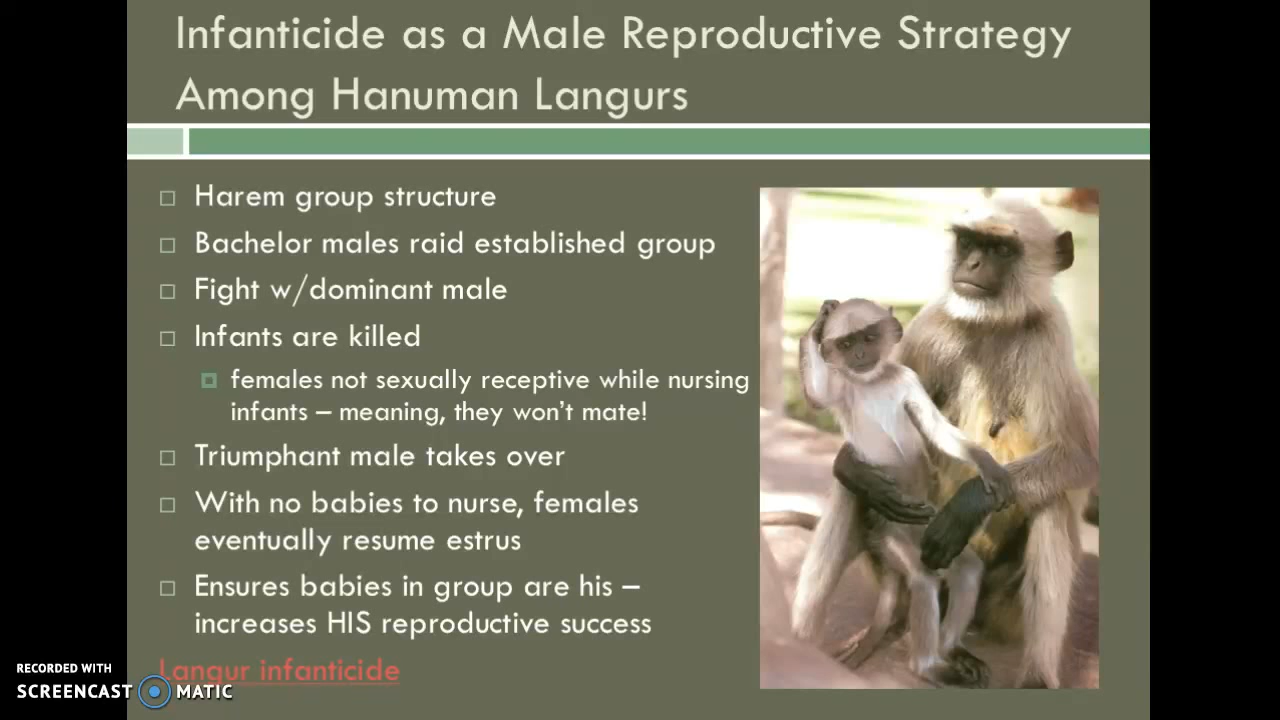 Infanticide as a Male Reproductive Strategy
Among Hanuman Langurs
Harem group structure
Bachelor males raid established group
Fight w/dominant male
Infants are killed
females not sexually receptive while nursing
infants – meaning, they won't mate!
Triumphant male takes over
With no babies to nurse, females
eventually resume estrus
Ensures babies in group are his –
increases HIS reproductive success
Langur infanticide
RECORDED WITH
SCREENCAST MATIC